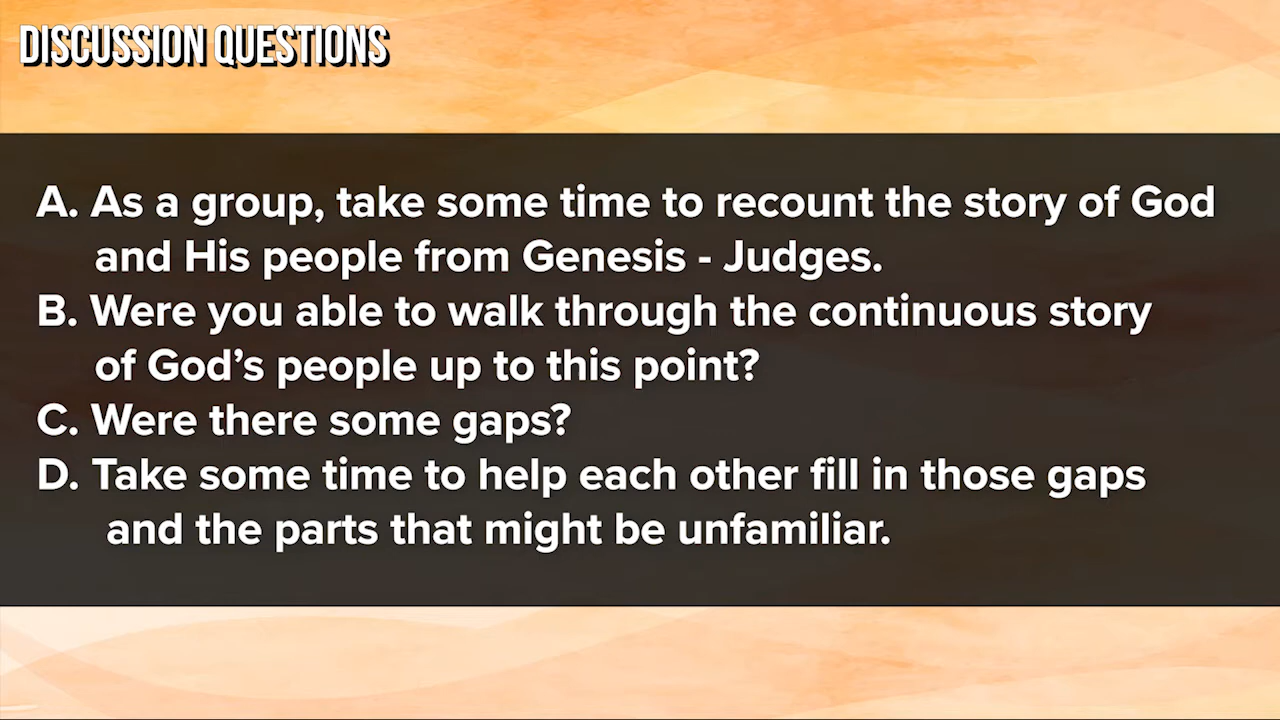 DISCUSSION QUESTIONS
A. As a group, take some time to recount the story of God
and His people from Genesis - Judges.
B. Were you able to walk through the continuous story
of God’s people up to this point?
C. Were there some gaps?
D. Take some time to help each other fill in those gaps
and the parts that might be unfamiliar.